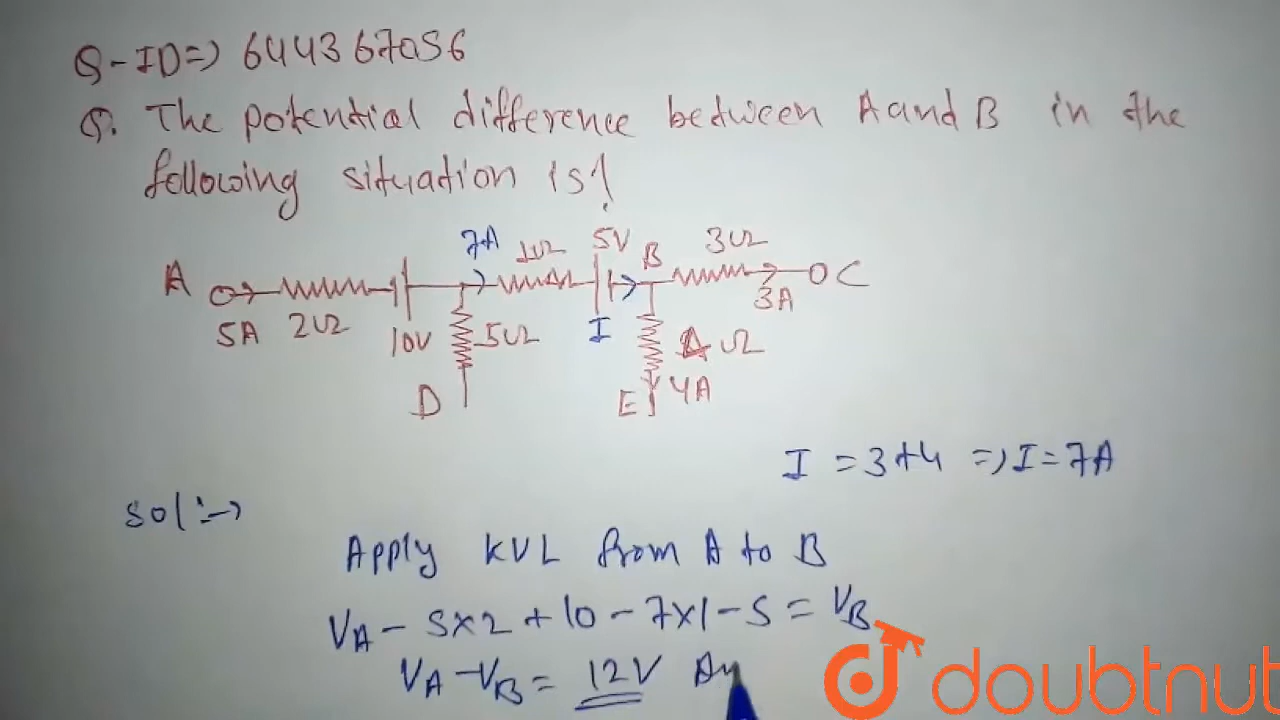 Q-ID=> 644367056
Q. The potential difference between A and B in the
following situation is!
7A 1Ω 5V B 3Ω
A C
5A 2Ω 10V 5Ω I 4Ω 3A
D E 4A
I = 3+4 => I = 7A
Sol:->
Apply KVL from A to B
VA - 5×2 + 10 - 7×1 - 5 = VB
VA - VB = 12V
doubtnut